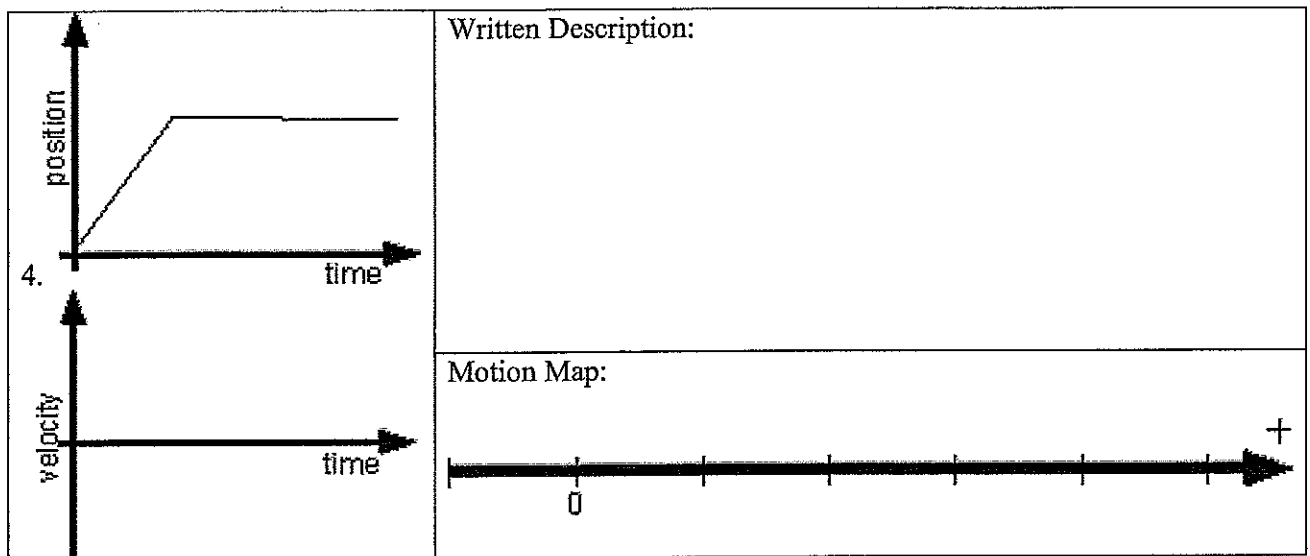 Written Description:
position
4.
time
Motion Map:
velocity
time
+
0